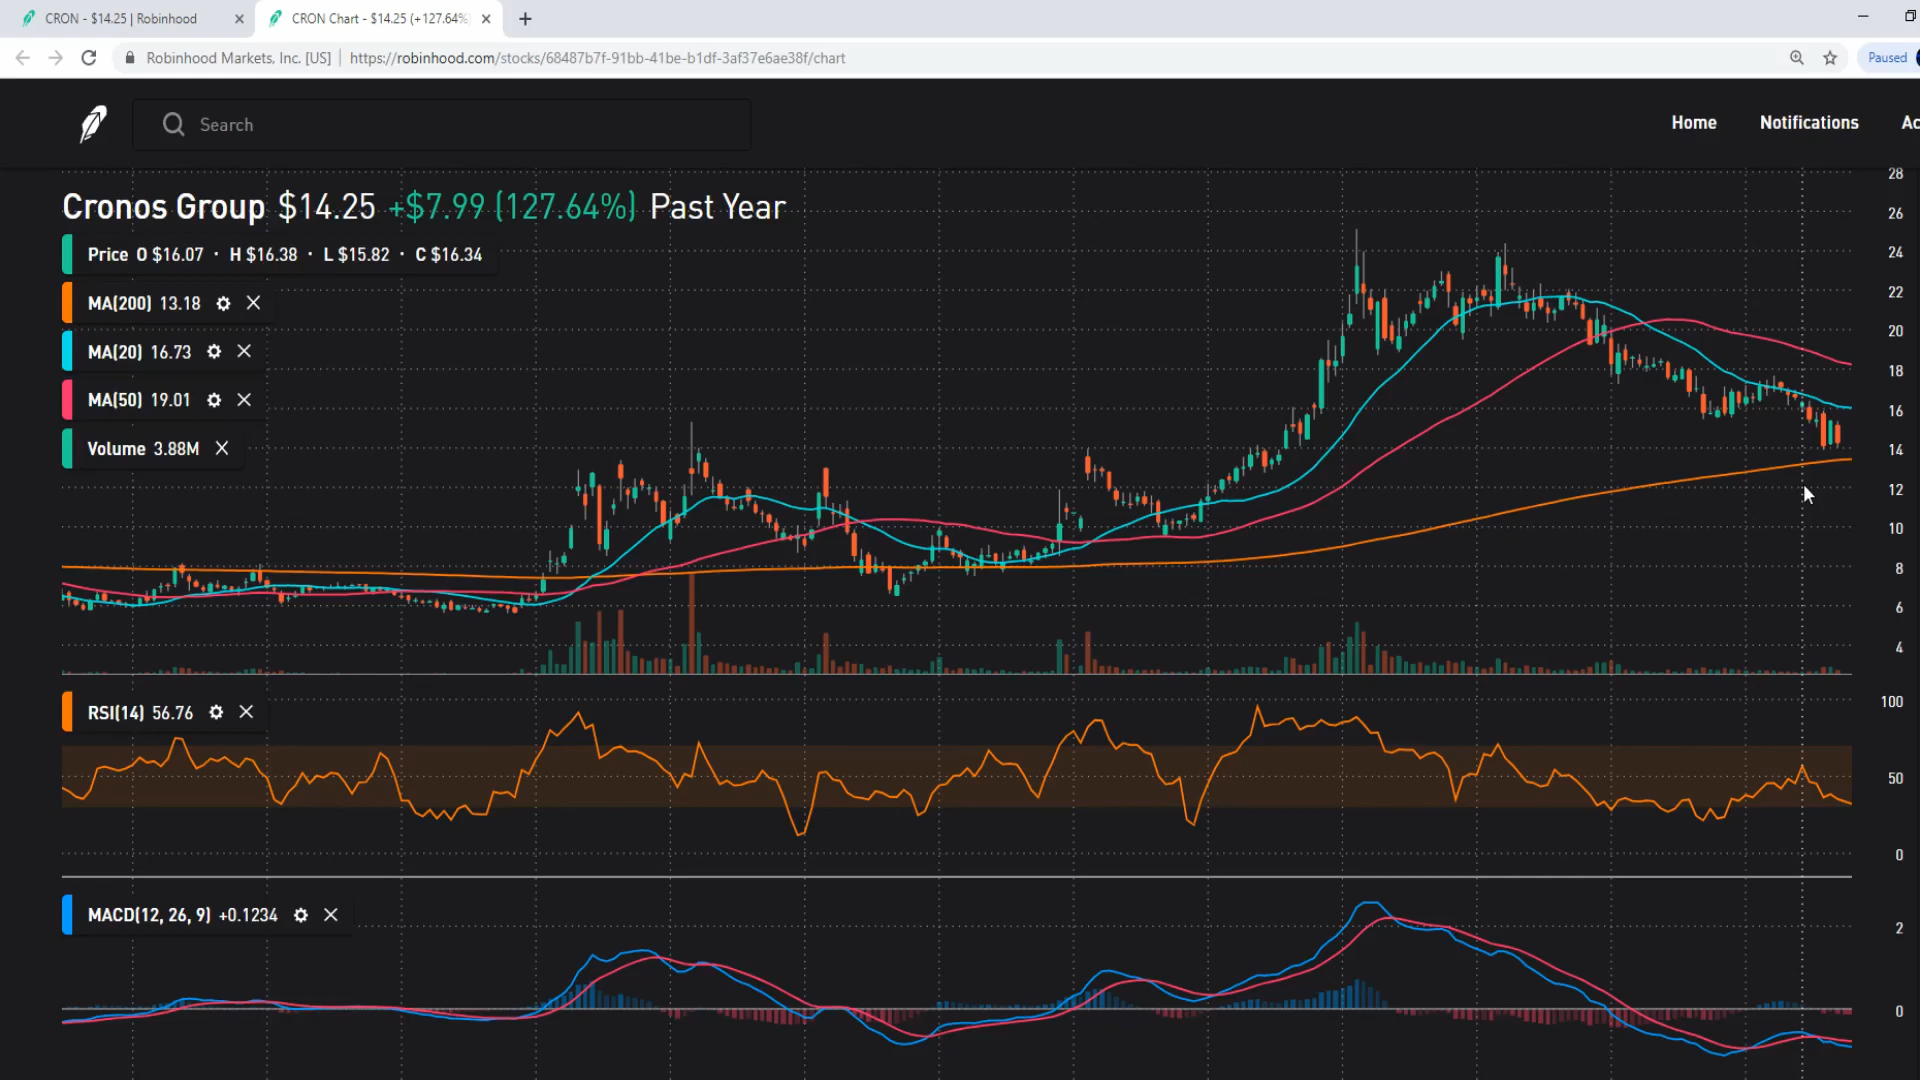 CRON - $14.25 | Robinhood
CRON Chart - $14.25 (+127.64%
Robinhood Markets, Inc. [US] | https://robinhood.com/stocks/68487b7f-91bb-41be-b1df-3af37e6ae38f/chart
Paused
Search
Home
Notifications
Ac
Cronos Group $14.25 +$7.99 (127.64%) Past Year
Price O $16.07 · H $16.38 · L $15.82 · C $16.34
MA(200) 13.18
MA(20) 16.73
MA(50) 19.01
Volume 3.88M
28
26
24
22
20
18
16
14
12
10
8
6
4
RSI(14) 56.76
100
50
0
MACD(12, 26, 9) +0.1234
2
0